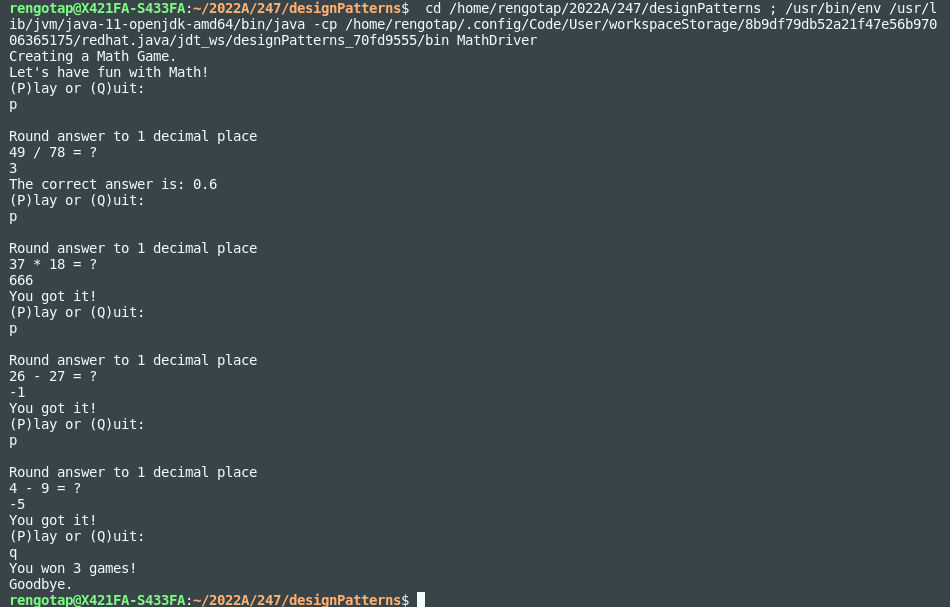 rengotap@X421FA-S433FA:~/2022A/247/designPatterns$  cd /home/rengotap/2022A/247/designPatterns ; /usr/bin/env /usr/l
ib/jvm/java-11-openjdk-amd64/bin/java -cp /home/rengotap/.config/Code/User/workspaceStorage/8b9df79db52a21f47e56b970
06365175/redhat.java/jdt_ws/designPatterns_70fd9555/bin MathDriver
Creating a Math Game.
Let's have fun with Math!
(P)lay or (Q)uit:
p

Round answer to 1 decimal place
49 / 78 = ?
3
The correct answer is: 0.6
(P)lay or (Q)uit:
p

Round answer to 1 decimal place
37 * 18 = ?
666
You got it!
(P)lay or (Q)uit:
p

Round answer to 1 decimal place
26 - 27 = ?
-1
You got it!
(P)lay or (Q)uit:
p

Round answer to 1 decimal place
4 - 9 = ?
-5
You got it!
(P)lay or (Q)uit:
q
You won 3 games!
Goodbye.
rengotap@X421FA-S433FA:~/2022A/247/designPatterns$